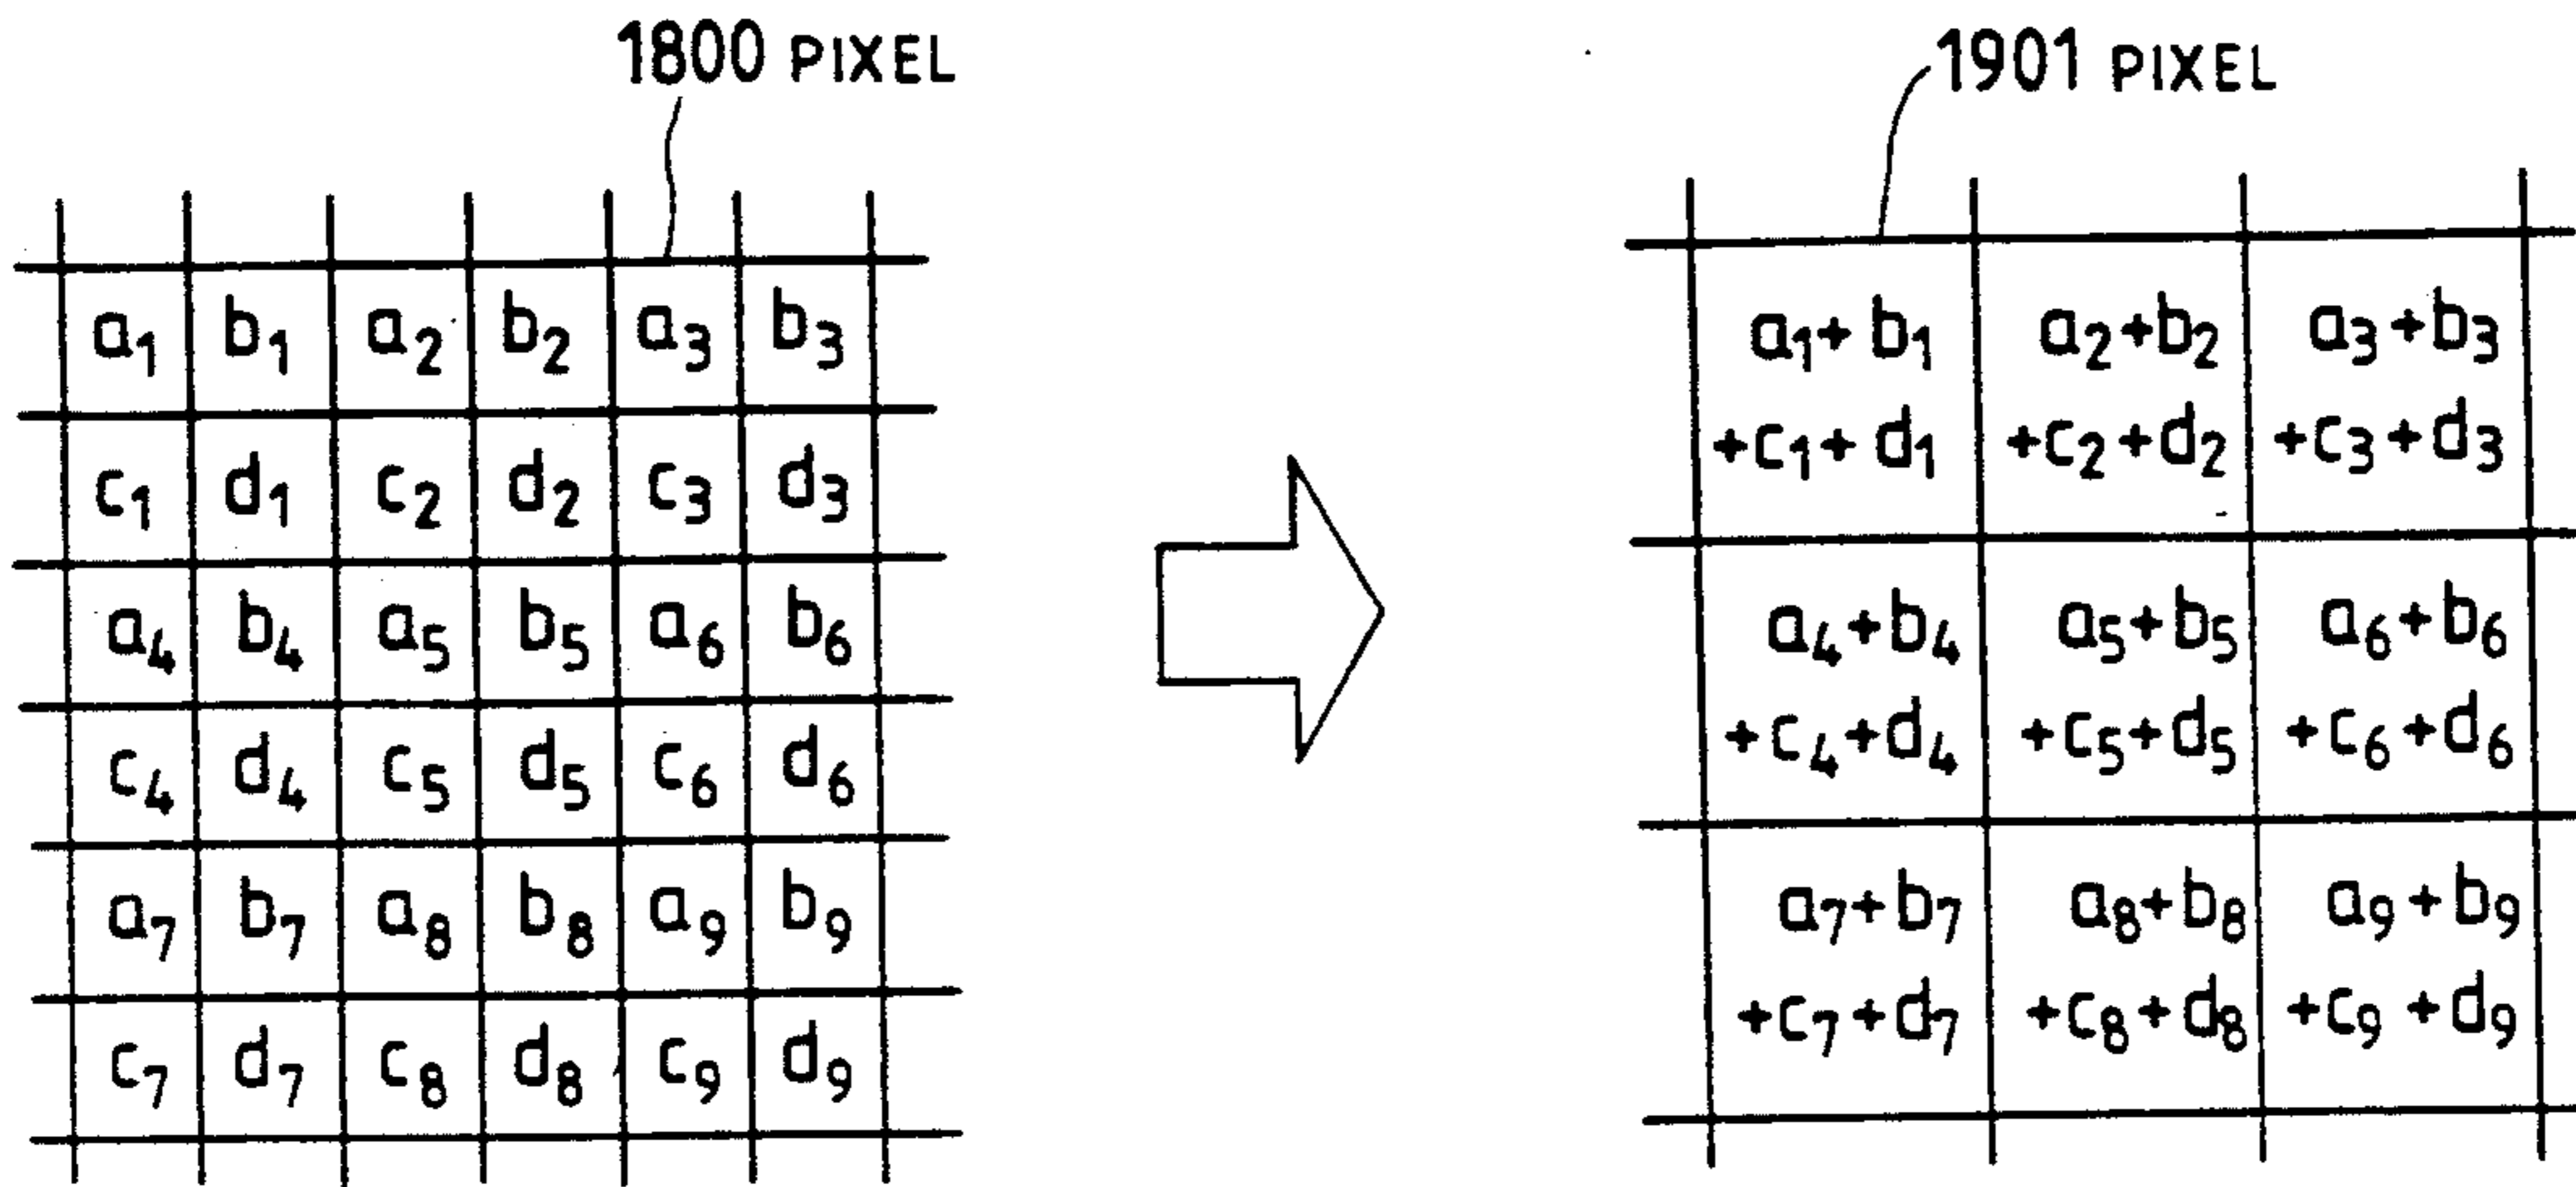 1800 PIXEL
a₁ b₁ a₂ b₂ a₃ b₃
c₁ d₁ c₂ d₂ c₃ d₃
a₄ b₄ a₅ b₅ a₆ b₆
c₄ d₄ c₅ d₅ c₆ d₆
a₇ b₇ a₈ b₈ a₉ b₉
c₇ d₇ c₈ d₈ c₉ d₉
1901 PIXEL
a₁+b₁ a₂+b₂ a₃+b₃
+c₁+d₁ +c₂+d₂ +c₃+d₃
a₄+b₄ a₅+b₅ a₆+b₆
+c₄+d₄ +c₅+d₅ +c₆+d₆
a₇+b₇ a₈+b₈ a₉+b₉
+c₇+d₇ +c₈+d₈ +c₉+d₉